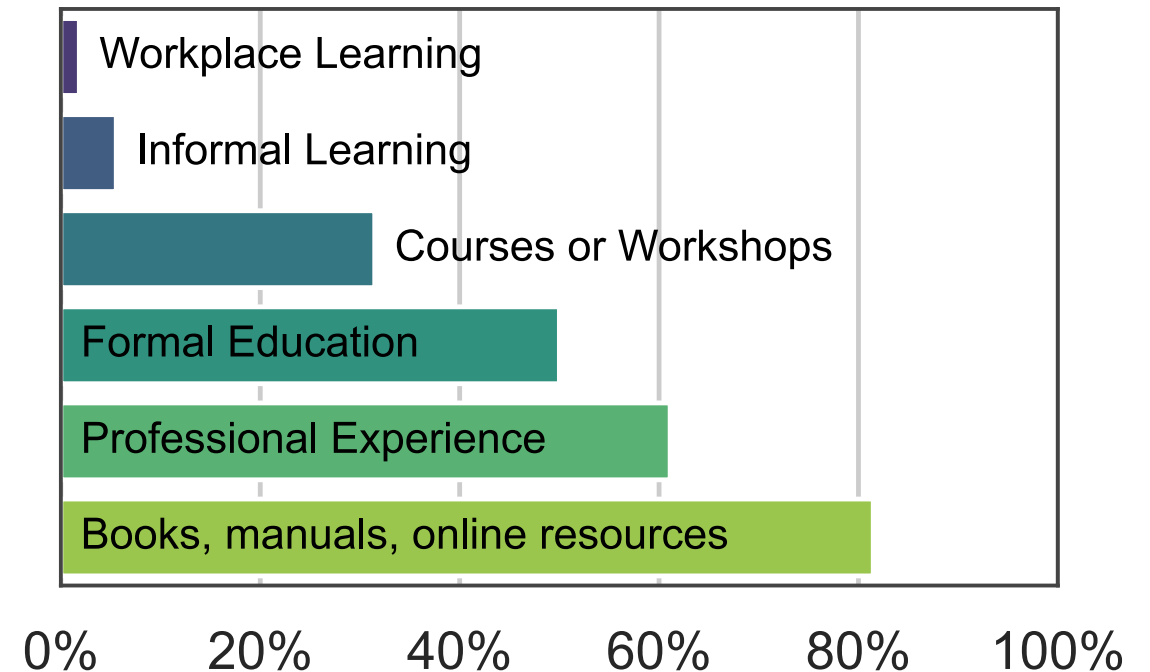 Workplace Learning
Informal Learning
Courses or Workshops
Formal Education
Professional Experience
Books, manuals, online resources
0% 20% 40% 60% 80% 100%